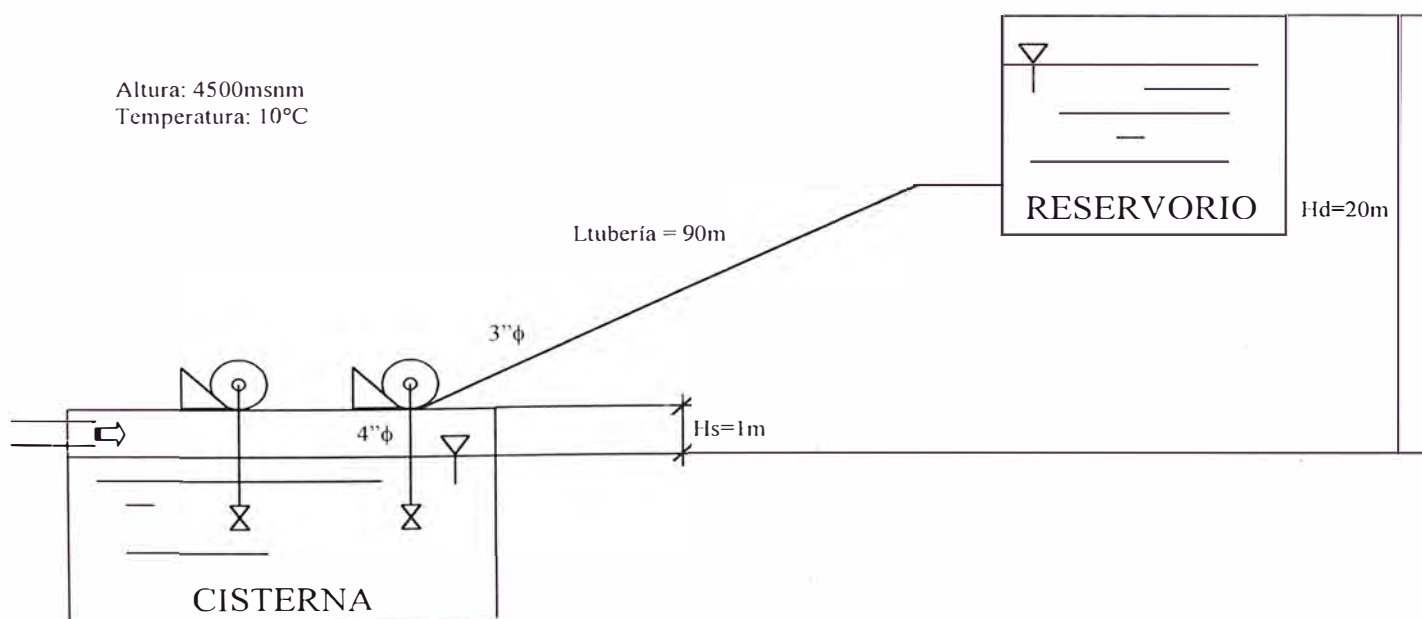 Altura: 4500msnm
Temperatura: 10°C
RESERVORIO
Hd=20m
Ltubería = 90m
3”ϕ
4”ϕ
Hs=1m
CISTERNA